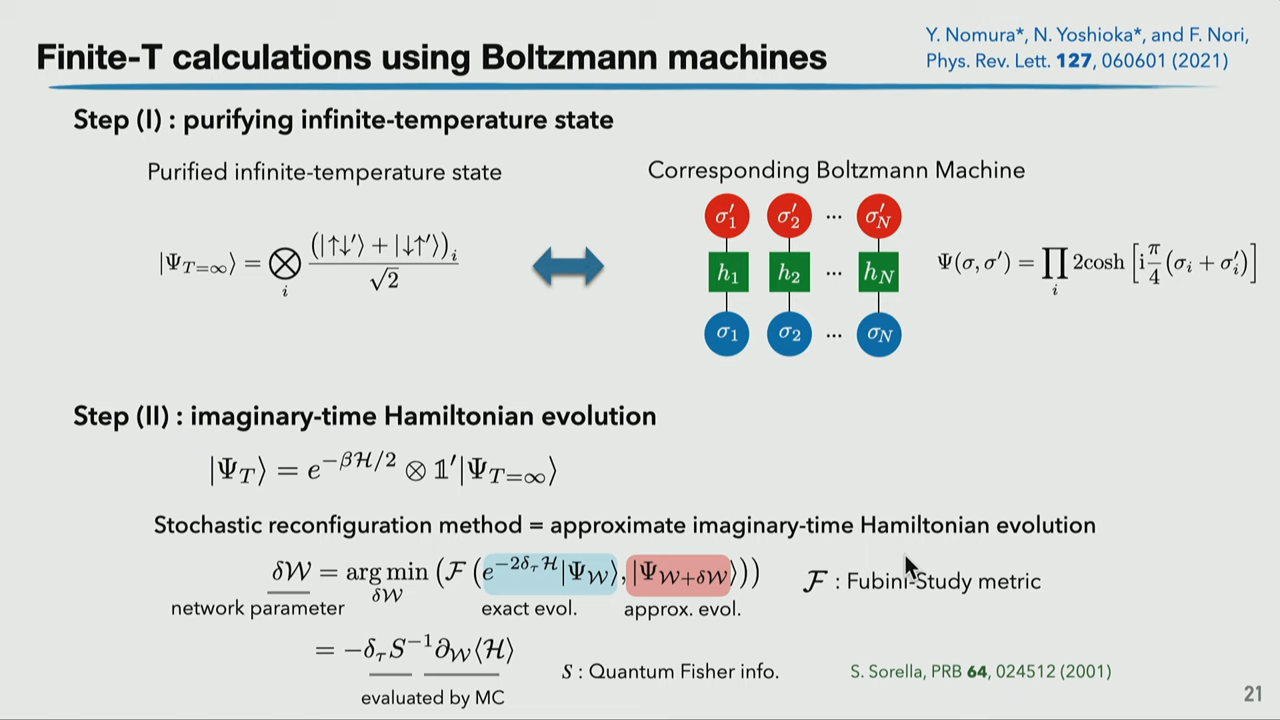 Finite-T calculations using Boltzmann machines
Y. Nomura*, N. Yoshioka*, and F. Nori,
Phys. Rev. Lett. 127, 060601 (2021)
Step (I) : purifying infinite-temperature state
Purified infinite-temperature state
Corresponding Boltzmann Machine
|Ψ_{T=∞}⟩ = ⊗_i (|↑↓′⟩ + |↓↑′⟩)_i / √2
σ′₁ σ′₂ ... σ′_N
h₁ h₂ ... h_N
σ₁ σ₂ ... σ_N
Ψ(σ, σ′) = ∏_i 2cosh [i π/4 (σ_i + σ′_i)]
Step (II) : imaginary-time Hamiltonian evolution
|Ψ_T⟩ = e^{−βℋ/2} ⊗ 𝟙′|Ψ_{T=∞}⟩
Stochastic reconfiguration method = approximate imaginary-time Hamiltonian evolution
δ𝒲 = arg min_{δ𝒲} (ℱ (e^{−2δ_τℋ}|Ψ_𝒲⟩, |Ψ_{𝒲+δ𝒲}⟩))
ℱ : Fubini-Study metric
network parameter exact evol. approx. evol.
= −δ_τ S^{−1} ∂_𝒲⟨ℋ⟩
S : Quantum Fisher info.
S. Sorella, PRB 64, 024512 (2001)
evaluated by MC
21